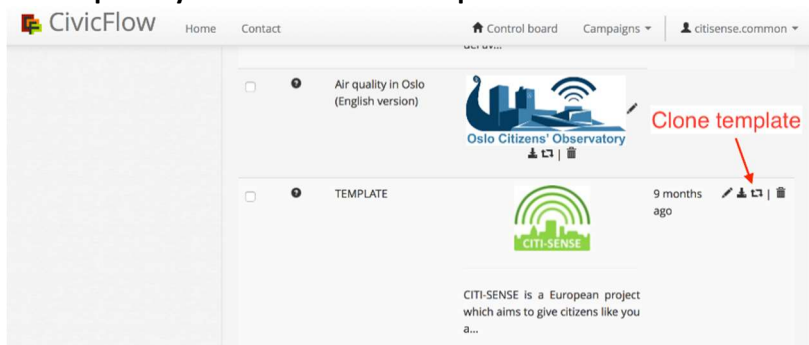 CivicFlow Home Contact Control board Campaigns citisense.common
Air quality in Oslo
(English version)
Oslo Citizens' Observatory
Clone template
TEMPLATE
9 months
ago
CITI-SENSE
CITI-SENSE is a European project
which aims to give citizens like you
a...